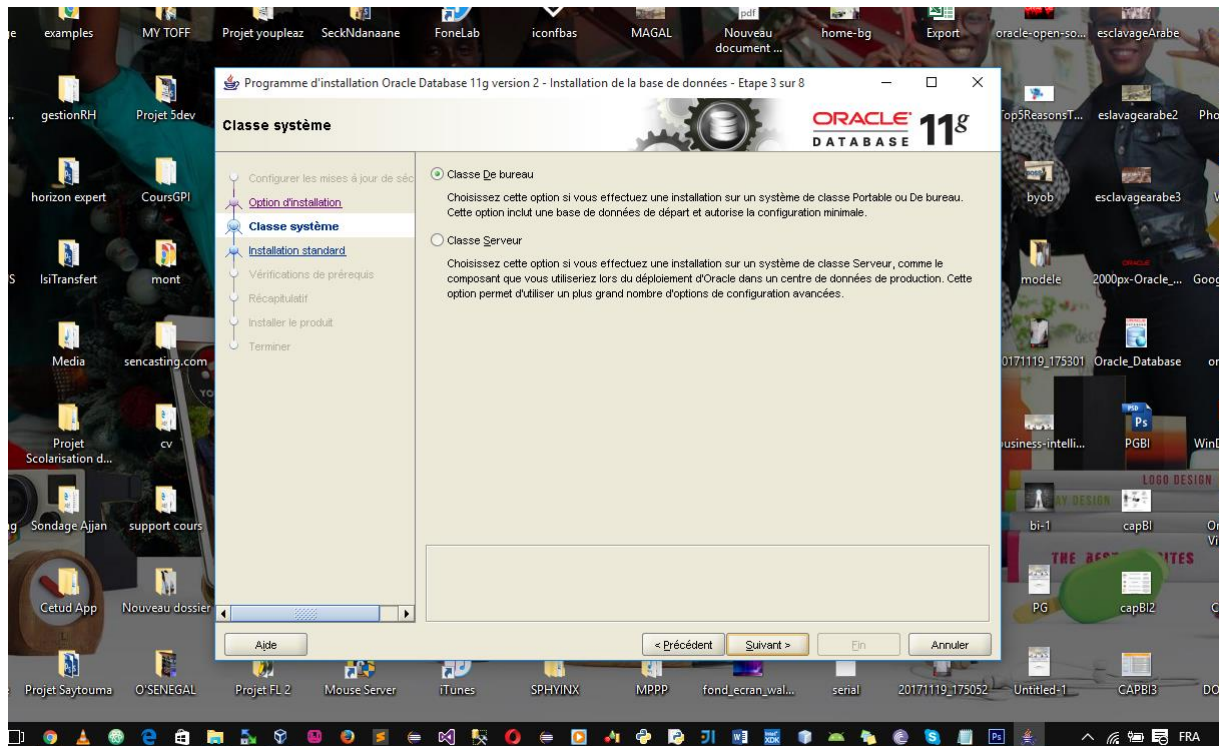 examples
MY TOFF
Projet youpleaz
SeckNdanaane
FoneLab
iconfbas
MAGAL
pdf
Nouveau
document ...
home-bg
Export
oracle-open-so...
esclavageArabe
gestionRH
Projet 5dev
Programme d'installation Oracle Database 11g version 2 - Installation de la base de données - Etape 3 sur 8
Classe système
ORACLE
DATABASE 11g
Top5ReasonsT...
eslavagearabe2
Pho
horizon expert
CoursGPI
Configurer les mises à jour de séc
Option d'installation
Classe système
Installation standard
Vérifications de prérequis
Récapitulatif
Installer le produit
Terminer
Classe De bureau
Choisissez cette option si vous effectuez une installation sur un système de classe Portable ou De bureau.
Cette option inclut une base de données de départ et autorise la configuration minimale.
Classe Serveur
Choisissez cette option si vous effectuez une installation sur un système de classe Serveur, comme le
composant que vous utiliseriez lors du déploiement d'Oracle dans un centre de données de production. Cette
option permet d'utiliser un plus grand nombre d'options de configuration avancées.
byob
esclavagearabe3
IsiTransfert
mont
modéle
2000px-Oracle_...
Goog
Media
sencasting.com
20171119_175301
Oracle_Database
Projet
Scolarisation d...
cv
business-intelli...
Ps
PGBI
LOGO DESIGN
Sondage Ajjan
support cours
bi-1
capBI
Cetud App
Nouveau dossier
PG
capBI2
Aide
< Précédent
Suivant >
Fin
Annuler
Projet Saytouma
O'SENEGAL
Projet FL 2
Mouse Server
iTunes
SPHYINX
MPPP
fond_ecran_wal...
serial
20171119_175052
Untitled-1
CAPBI3
DO
FRA